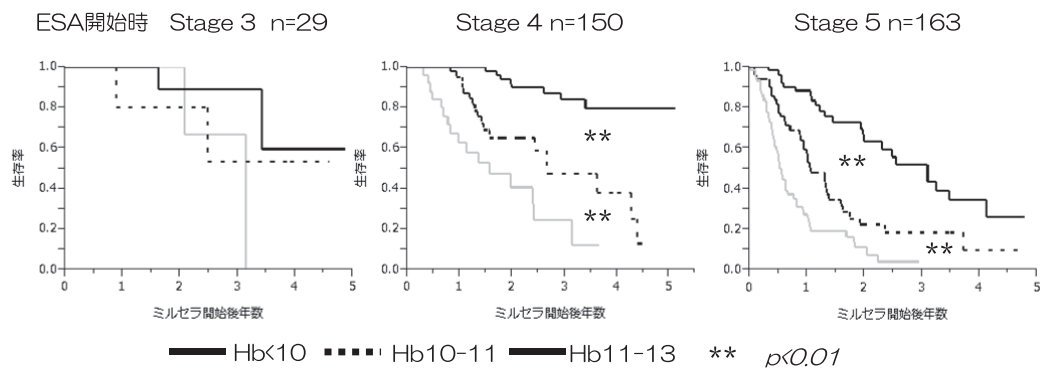 ESA開始時 Stage 3 n=29 Stage 4 n=150 Stage 5 n=163
1.0 1.0 1.0
0.8 0.8 0.8
0.6 0.6 0.6
0.4 0.4 0.4
0.2 0.2 0.2
0.0 0.0 0.0
生存率 生存率 生存率
** **
** **
0 1 2 3 4 5 0 1 2 3 4 5 0 1 2 3 4 5
ミルセラ開始後年数 ミルセラ開始後年数 ミルセラ開始後年数
Hb<10 Hb10-11 Hb11-13 ** p<0.01